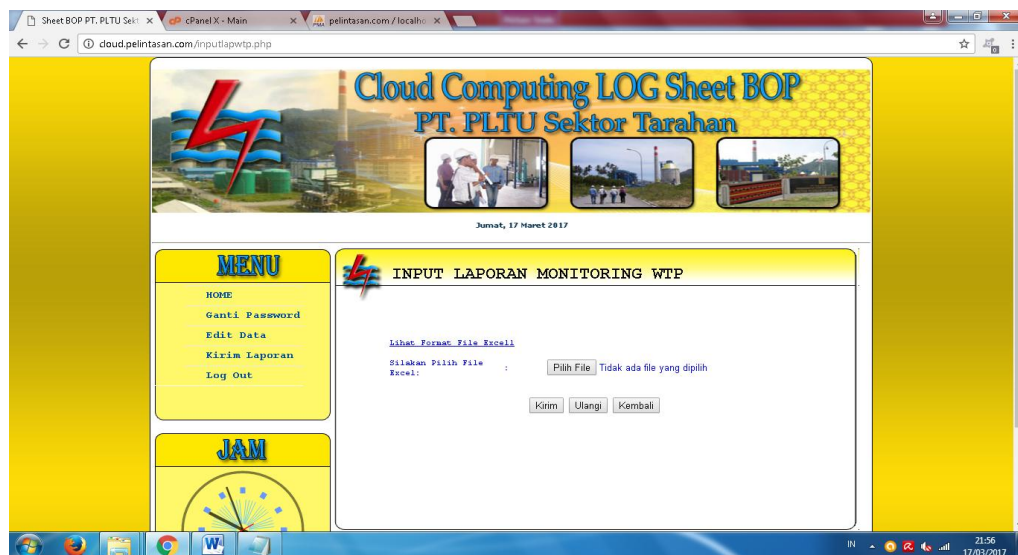 Sheet BOP PT. PLTU Sekt
cPanel X - Main
pelintasan.com / localho
cloud.pelintasan.com/inputlapwtp.php
Cloud Computing LOG Sheet BOP
PT. PLTU Sektor Tarahan
Jumat, 17 Maret 2017
MENU
HOME
Ganti Password
Edit Data
Kirim Laporan
Log Out
JAM
INPUT LAPORAN MONITORING WTP
Lihat Format File Excell
Silakan Pilih File
Excel:
:
Pilih File Tidak ada file yang dipilih
Kirim Ulangi Kembali
IN
21:56
17/03/2017